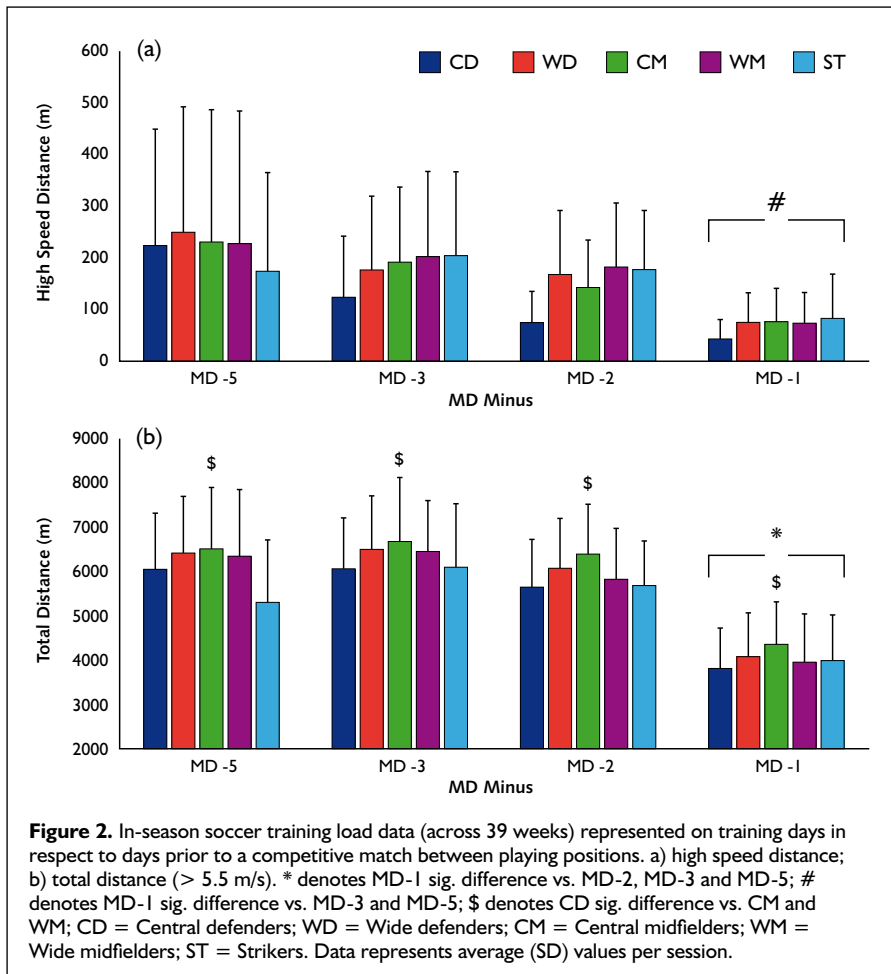 (a)
CD WD CM WM ST
600
500
400
300
200
100
0
High Speed Distance (m)
#
MD -5 MD -3 MD -2 MD -1
MD Minus
(b)
9000
8000
7000
6000
5000
4000
3000
2000
Total Distance (m)
$ $ $ *
$
MD -5 MD -3 MD -2 MD -1
MD Minus
Figure 2. In-season soccer training load data (across 39 weeks) represented on training days in
respect to days prior to a competitive match between playing positions. a) high speed distance;
b) total distance (> 5.5 m/s). * denotes MD-1 sig. difference vs. MD-2, MD-3 and MD-5; #
denotes MD-1 sig. difference vs. MD-3 and MD-5; $ denotes CD sig. difference vs. CM and
WM; CD = Central defenders; WD = Wide defenders; CM = Central midfielders; WM =
Wide midfielders; ST = Strikers. Data represents average (SD) values per session.